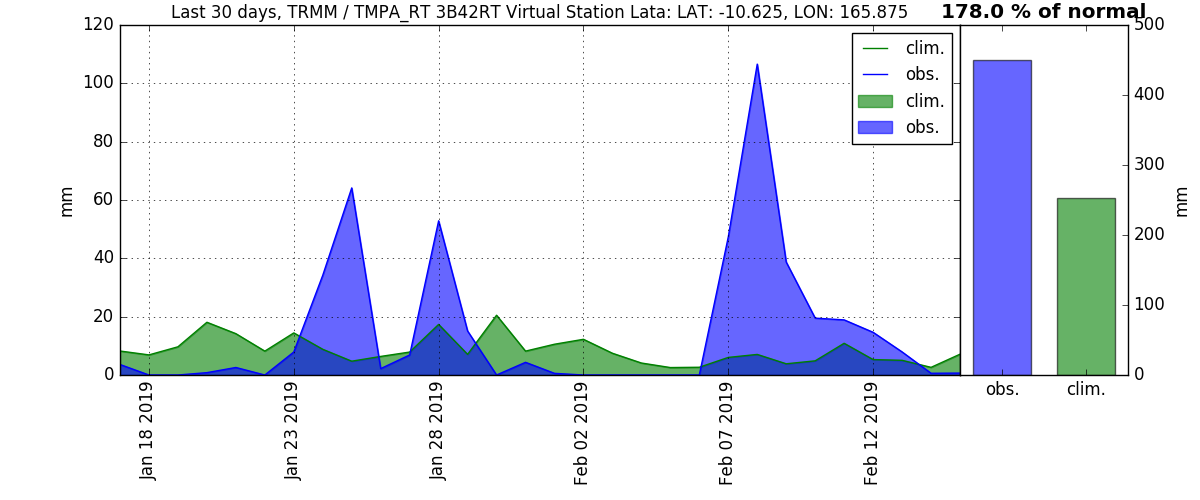 Last 30 days, TRMM / TMPA_RT 3B42RT Virtual Station Lata: LAT: -10.625, LON: 165.875
178.0 % of normal
120
100
80
60
40
20
0
mm
clim.
obs.
clim.
obs.
Jan 18 2019
Jan 23 2019
Jan 28 2019
Feb 02 2019
Feb 07 2019
Feb 12 2019
500
400
300
200
100
0
mm
obs.
clim.